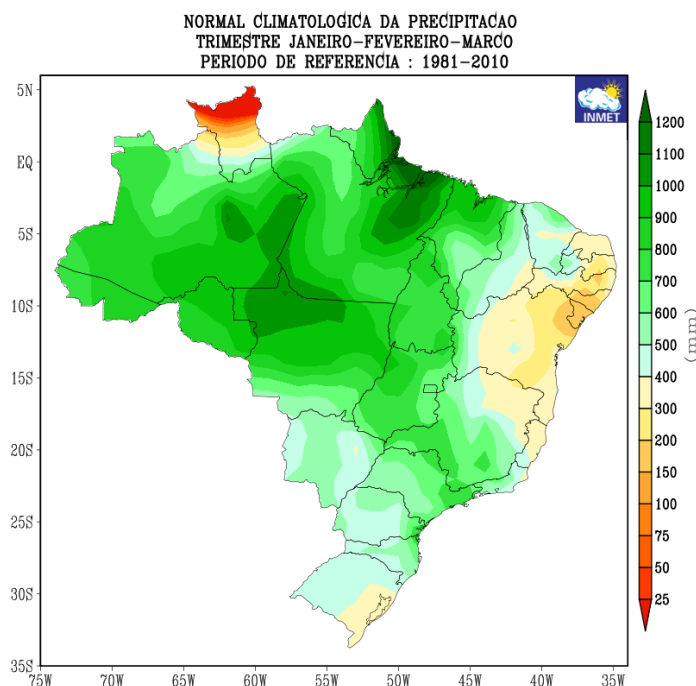 NORMAL CLIMATOLOGICA DA PRECIPITACAO
TRIMESTRE JANEIRO-FEVEREIRO-MARCO
PERIODO DE REFERENCIA : 1981-2010
INMET
5N
EQ
5S
10S
15S
20S
25S
30S
35S
75W 70W 65W 60W 55W 50W 45W 40W 35W
1200
1000
900
800
700
600
500
400
300
200
150
100
75
50
25
(mm)